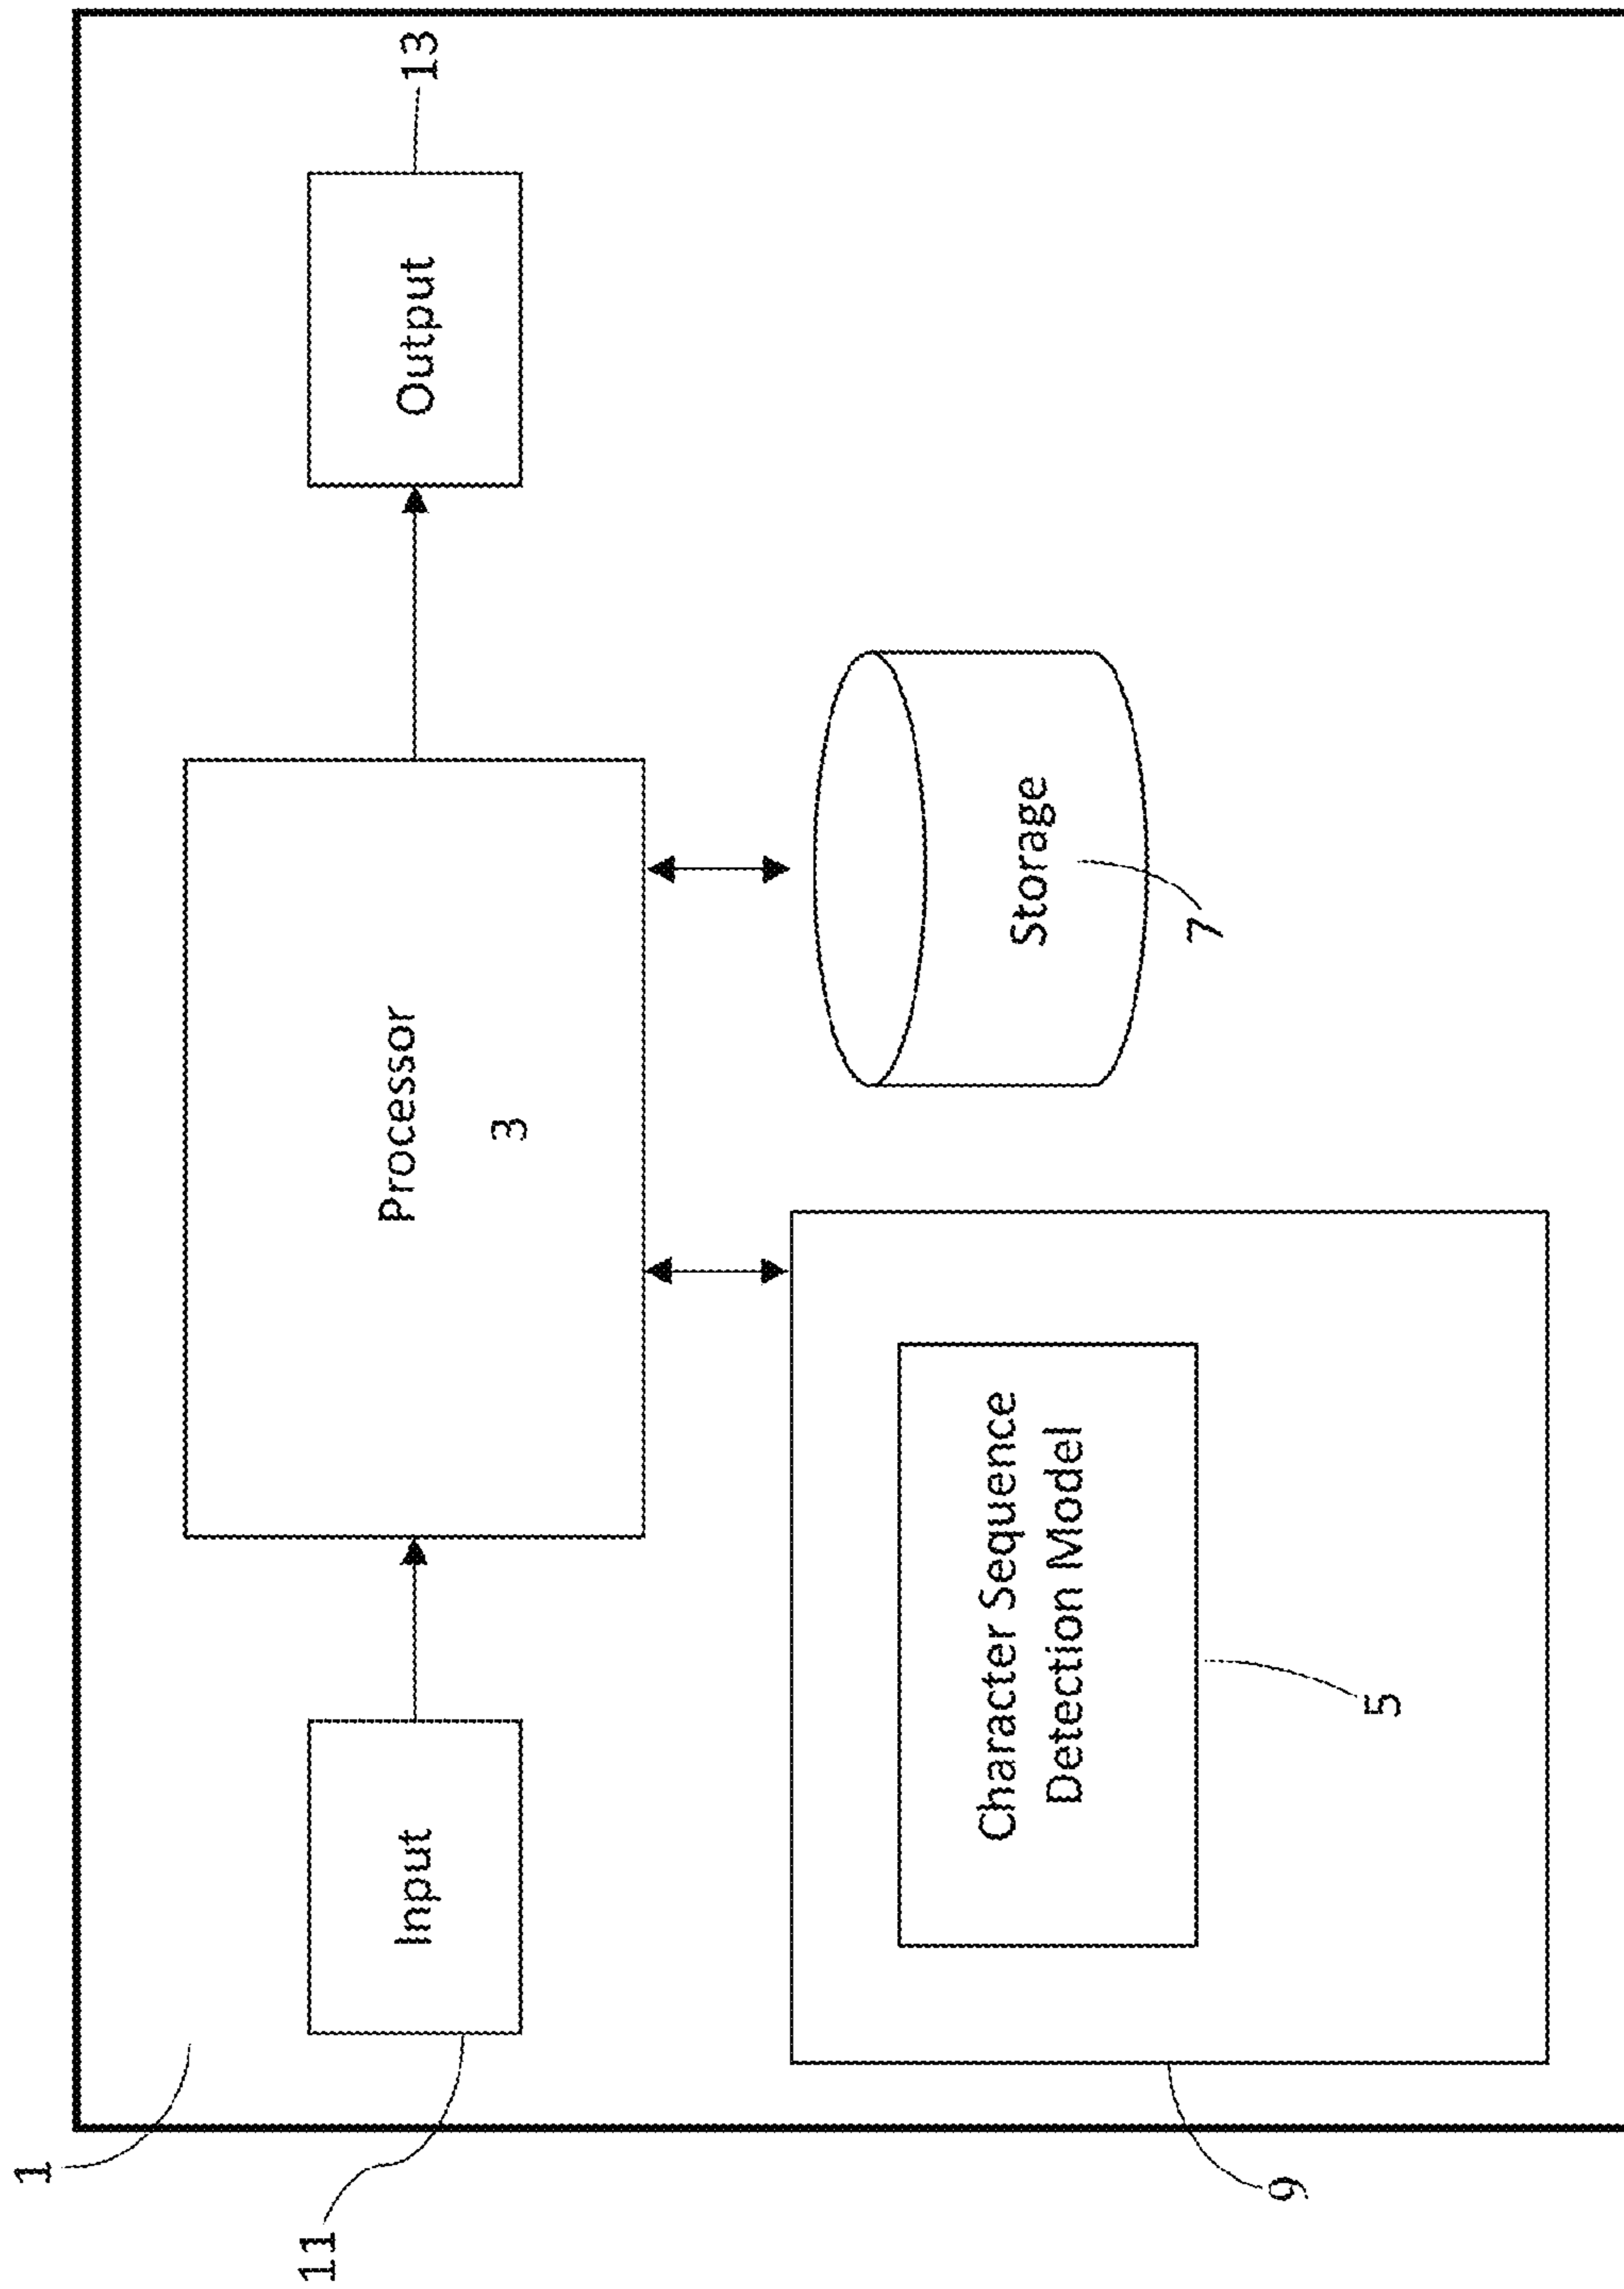 1
Input
11
Processor
3
Output
13
Character Sequence
Detection Model
5
9
Storage
7